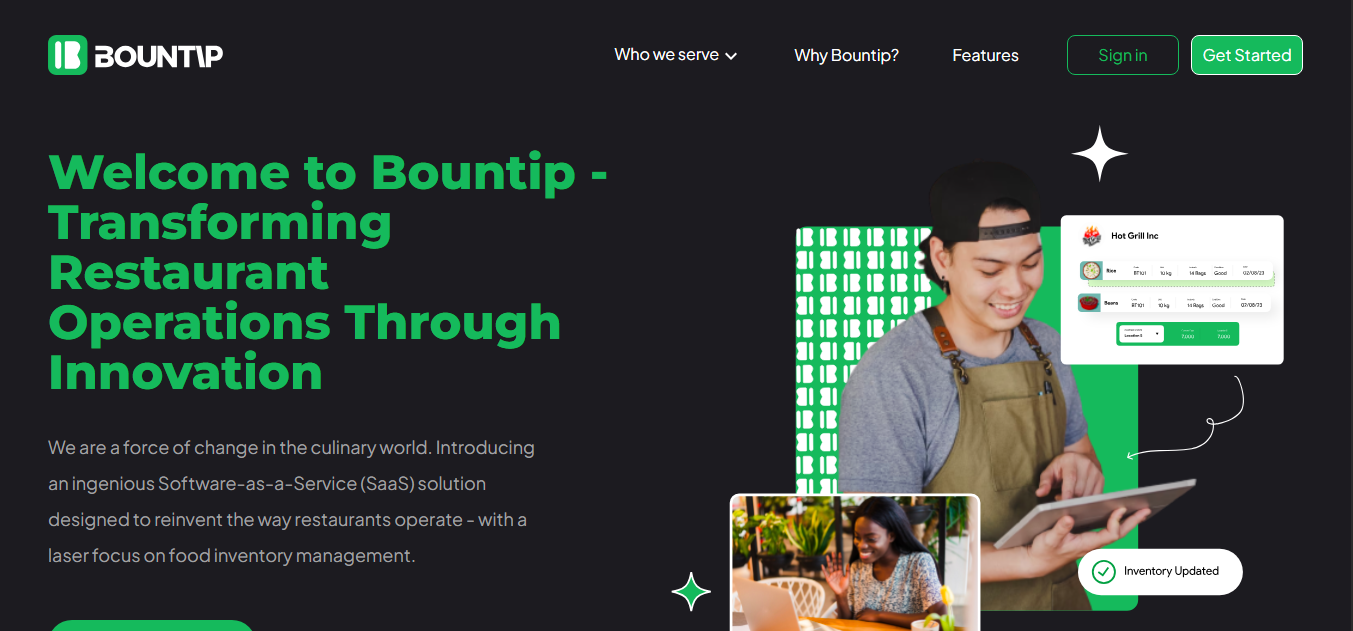 BOUNTIP
Who we serve
Why Bountip?
Features
Sign in
Get Started
Welcome to Bountip -
Transforming
Restaurant
Operations Through
Innovation
We are a force of change in the culinary world. Introducing
an ingenious Software-as-a-Service (SaaS) solution
designed to reinvent the way restaurants operate - with a
laser focus on food inventory management.
Hot Grill Inc
Rice BT101 10 kg 14 Bags Good 02/08/23
Beans BT101 10 kg 14 Bags Good 07/08/23
7,000 7,000
Inventory Updated